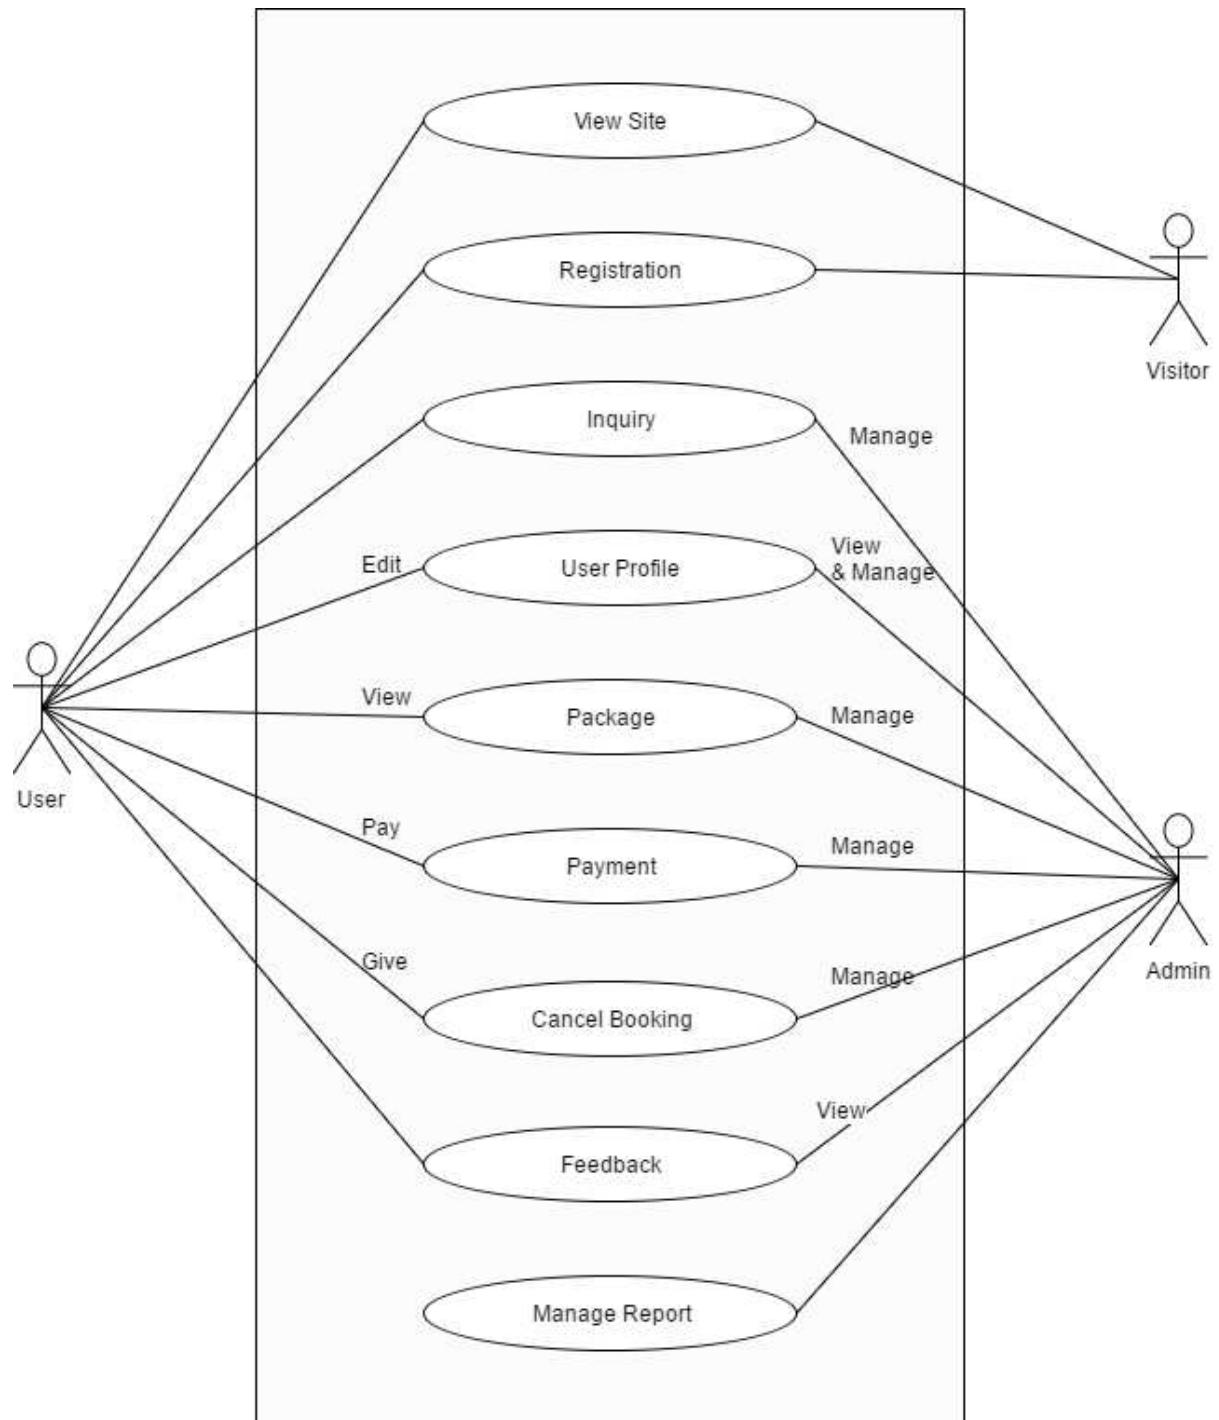 View Site
Registration
Visitor
Inquiry
Manage
Edit
User Profile
View
& Manage
View
Package
Manage
User
Pay
Payment
Manage
Give
Cancel Booking
Manage
Admin
View
Feedback
Manage Report